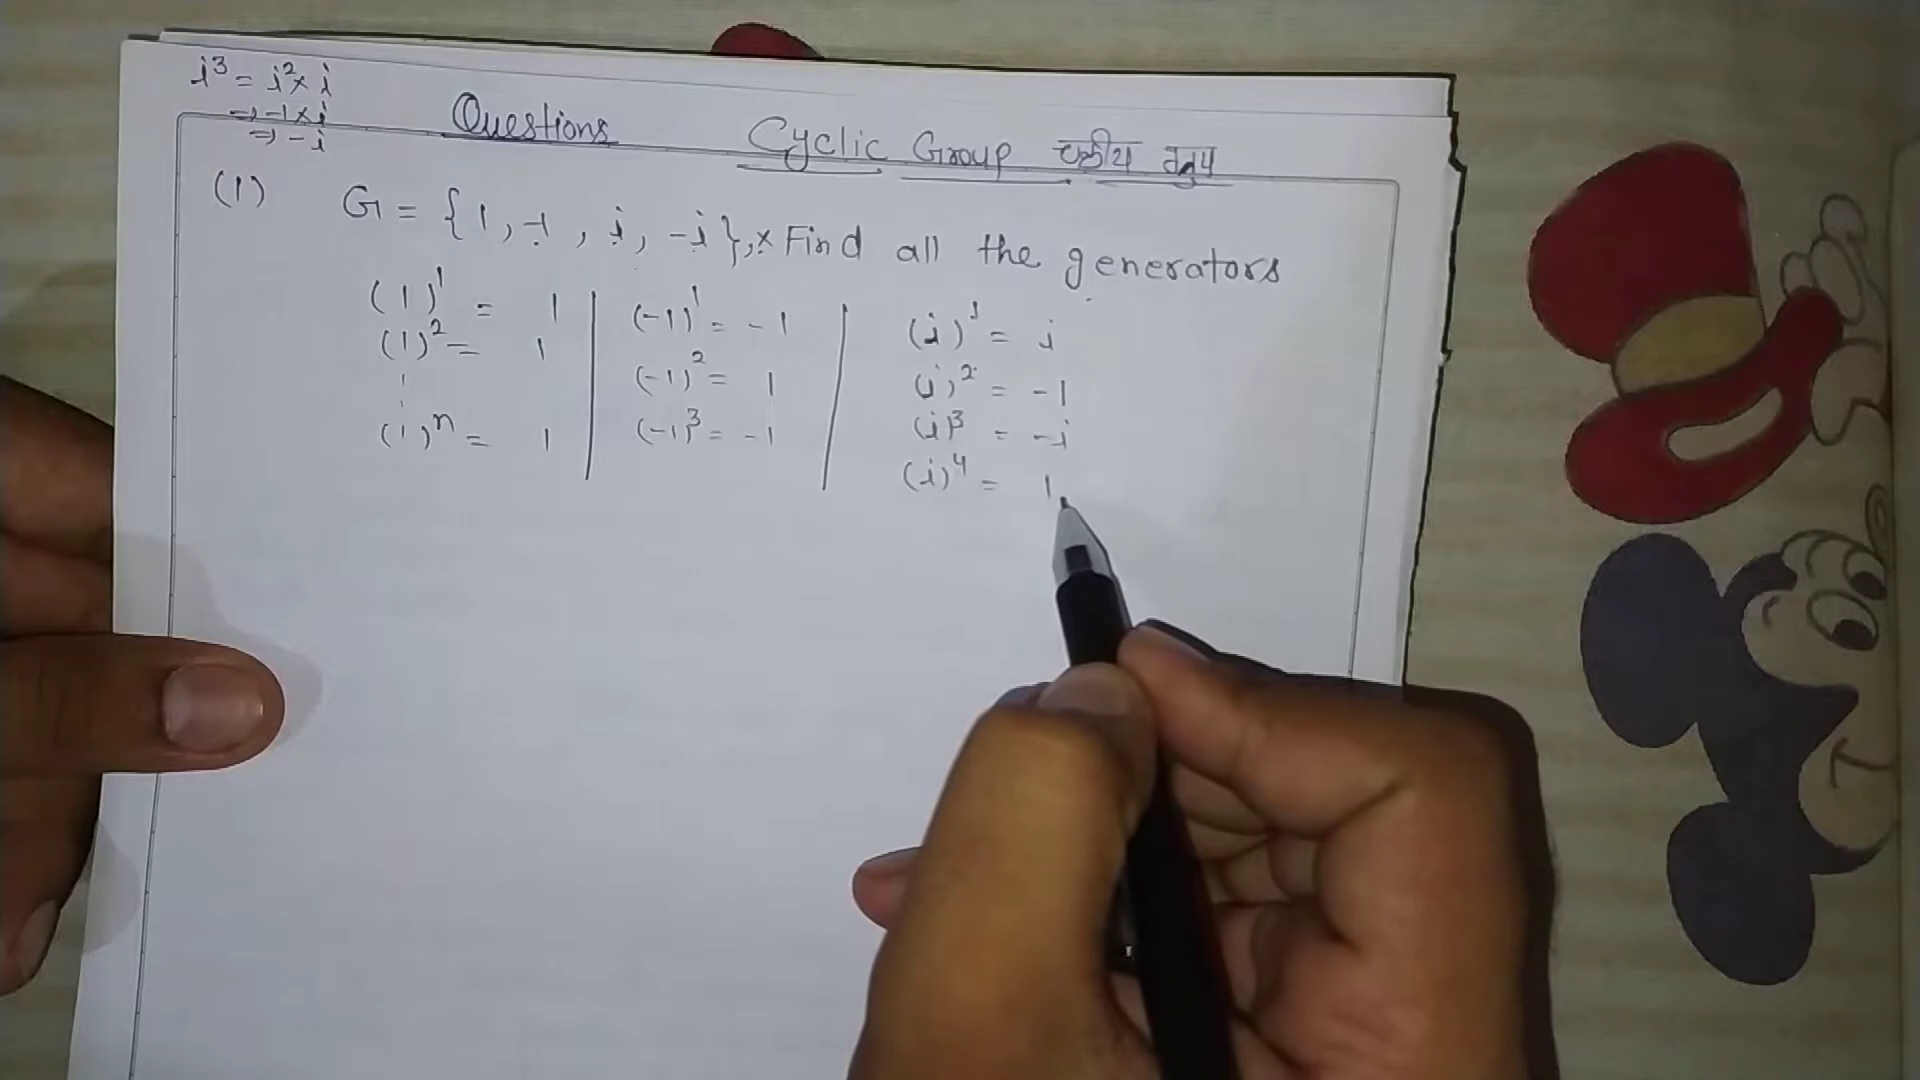 i³ = i² × i
⇒ -1 × i
⇒ -i
Questions Cyclic Group चक्रीय समुह
(1) G = {1, -1, i, -i}, × Find all the generators
(1)¹ = 1
(1)² = 1
⋮
(1)ⁿ = 1
(-1)¹ = -1
(-1)² = 1
(-1)³ = -1
(i)¹ = i
(i)² = -1
(i)³ = -i
(i)⁴ = 1